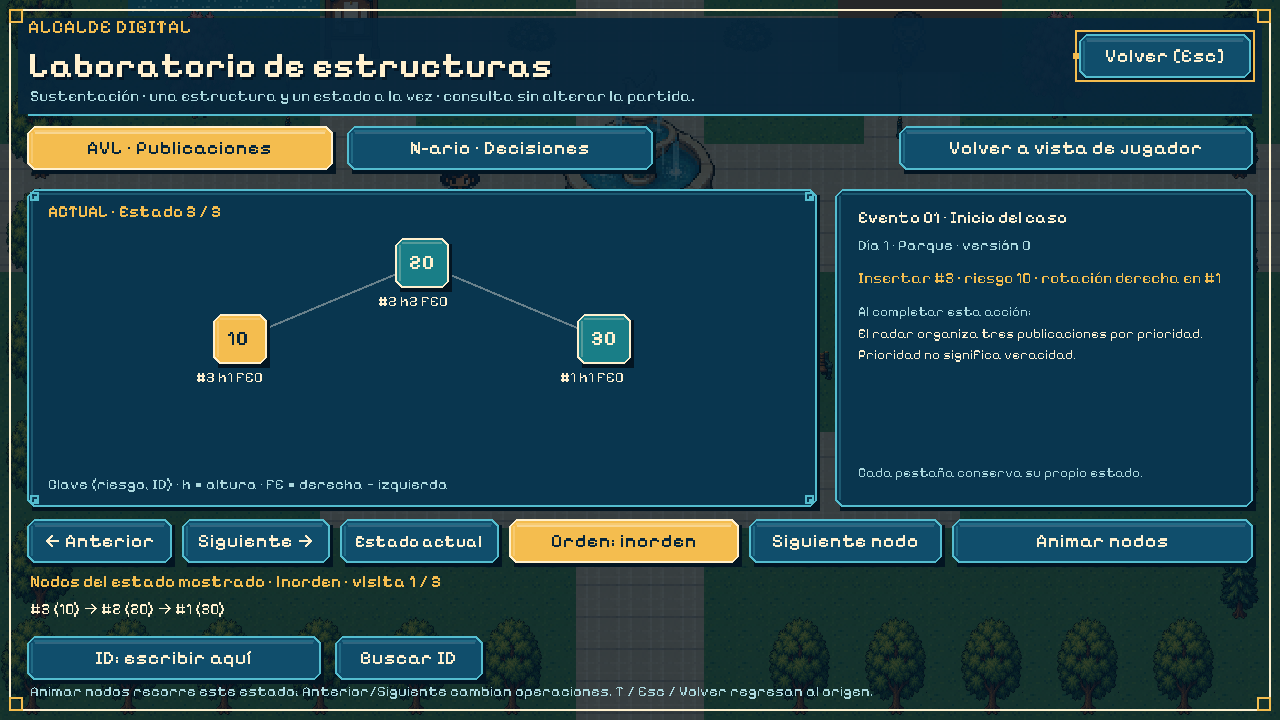 ALCALDE DIGITAL
Laboratorio de estructuras
Sustentación · una estructura y un estado a la vez · consulta sin alterar la partida.
Volver (Esc)
AVL · Publicaciones
N-ario · Decisiones
Volver a vista de jugador
ACTUAL · Estado 3 / 3
20
#2 h2 FE0
10
#3 h1 FE0
30
#1 h1 FE0
Clave (riesgo, ID) · h = altura · FE = derecha - izquierda
Evento 01 · Inicio del caso
Día 1 · Parque · versión 0
Insertar #3 · riesgo 10 · rotación derecha en #1
Al completar esta acción:
El radar organiza tres publicaciones por prioridad.
Prioridad no significa veracidad.
Cada pestaña conserva su propio estado.
← Anterior
Siguiente →
Estado actual
Orden: inorden
Siguiente nodo
Animar nodos
Nodos del estado mostrado · inorden · visita 1 / 3
#3 (10) → #2 (20) → #1 (30)
ID: escribir aquí
Buscar ID
Animar nodos recorre este estado; Anterior/Siguiente cambian operaciones. T / Esc / Volver regresan al origen.